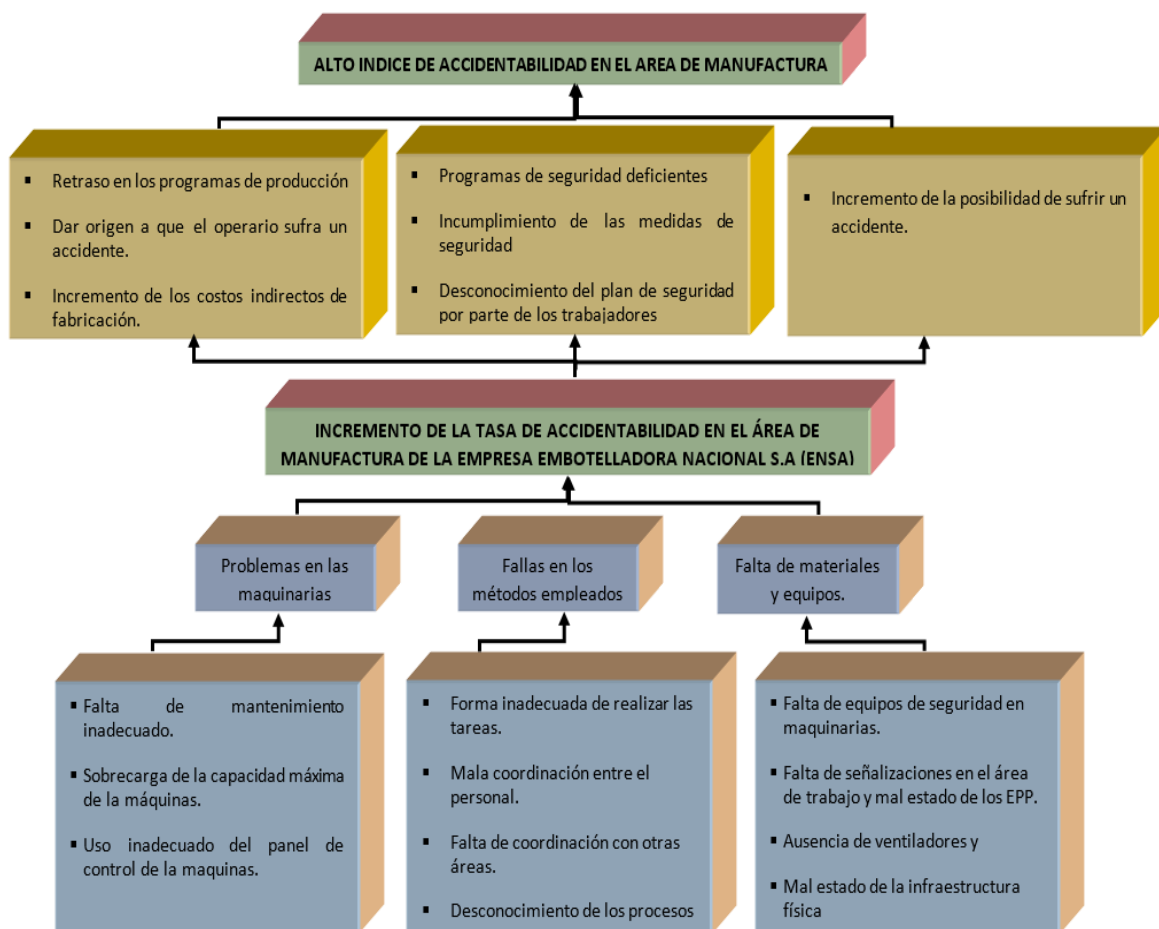 ALTO INDICE DE ACCIDENTABILIDAD EN EL AREA DE MANUFACTURA
▪ Retraso en los programas de producción
▪ Dar origen a que el operario sufra un
accidente.
▪ Incremento de los costos indirectos de
fabricación.
▪ Programas de seguridad deficientes
▪ Incumplimiento de las medidas de
seguridad
▪ Desconocimiento del plan de seguridad
por parte de los trabajadores
▪ Incremento de la posibilidad de sufrir un
accidente.
INCREMENTO DE LA TASA DE ACCIDENTABILIDAD EN EL ÁREA DE
MANUFACTURA DE LA EMPRESA EMBOTELLADORA NACIONAL S.A (ENSA)
Problemas en las
maquinarias
Fallas en los
métodos empleados
Falta de materiales
y equipos.
▪ Falta de mantenimiento
inadecuado.
▪ Sobrecarga de la capacidad máxima
de la máquinas.
▪ Uso inadecuado del panel de
control de la maquinas.
▪ Forma inadecuada de realizar las
tareas.
▪ Mala coordinación entre el
personal.
▪ Falta de coordinación con otras
áreas.
▪ Desconocimiento de los procesos
▪ Falta de equipos de seguridad en
maquinarias.
▪ Falta de señalizaciones en el área
de trabajo y mal estado de los EPP.
▪ Ausencia de ventiladores y
▪ Mal estado de la infraestructura
física